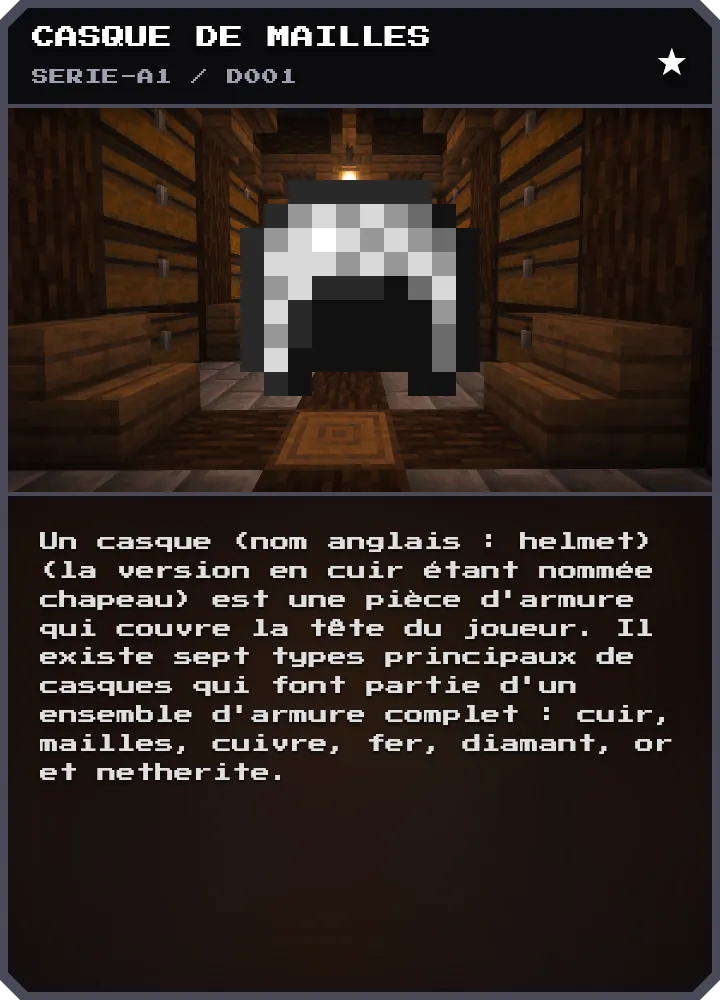 CASQUE DE MAILLES
SERIE-A1 / D001
Un casque (nom anglais : helmet)
(la version en cuir étant nommée
chapeau) est une pièce d'armure
qui couvre la tête du joueur. Il
existe sept types principaux de
casques qui font partie d'un
ensemble d'armure complet : cuir,
mailles, cuivre, fer, diamant, or
et netherite.